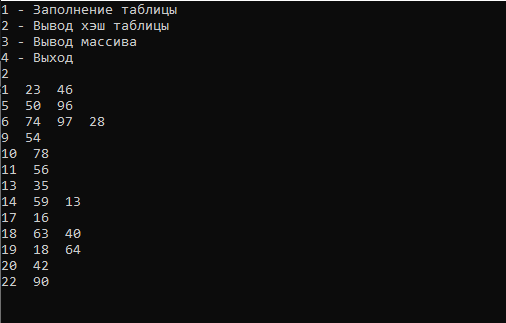 1 - Заполнение таблицы
2 - Вывод хэш таблицы
3 - Вывод массива
4 - Выход
2
1  23  46
5  50  96
6  74  97  28
9  54
10  78
11  56
13  35
14  59  13
17  16
18  63  40
19  18  64
20  42
22  90